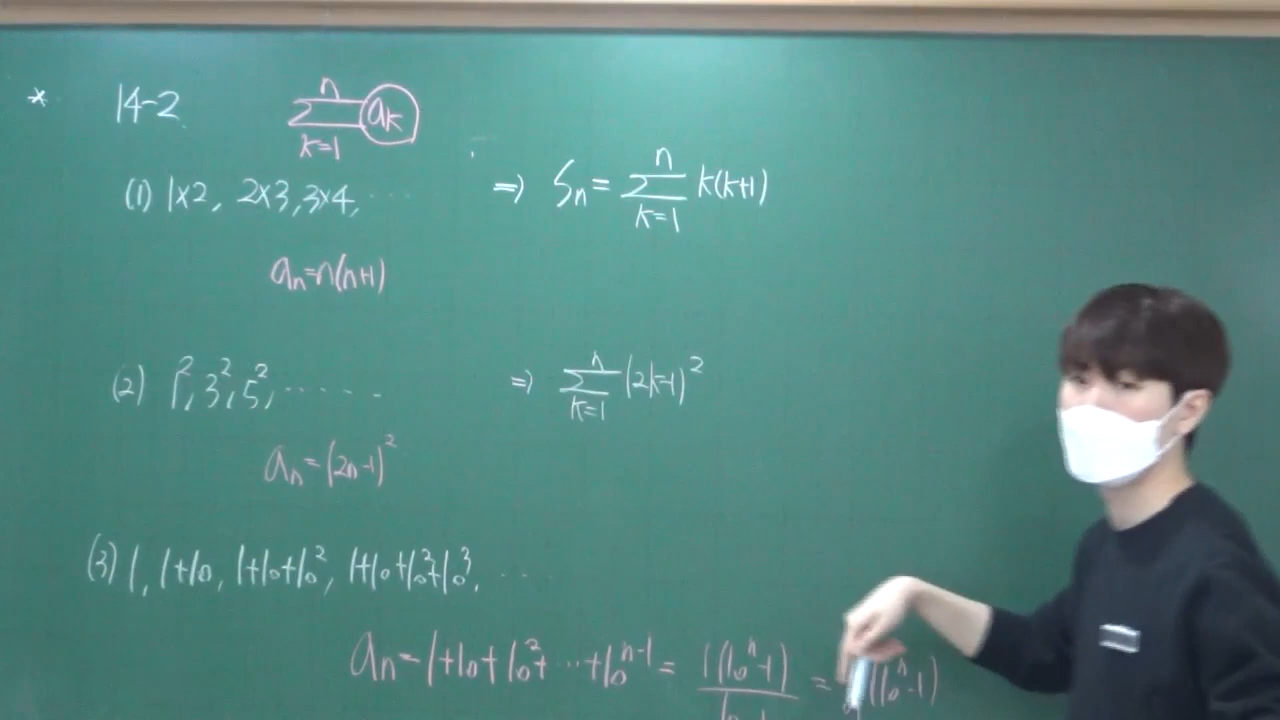 * 14-2 n Σ k=1 aₖ
(1) 1×2, 2×3, 3×4, ··· ⇒ Sₙ = n Σ k=1 k(k+1)
aₙ=n(n+1)
(2) 1², 3², 5², ····· ⇒ n Σ k=1 (2k-1)²
aₙ=(2n-1)²
(3) 1, 1+10, 1+10+10², 1+10+10²+10³, ···
aₙ=1+10+10²+···+10ⁿ⁻¹ = 1(10ⁿ-1) = (10ⁿ-1)